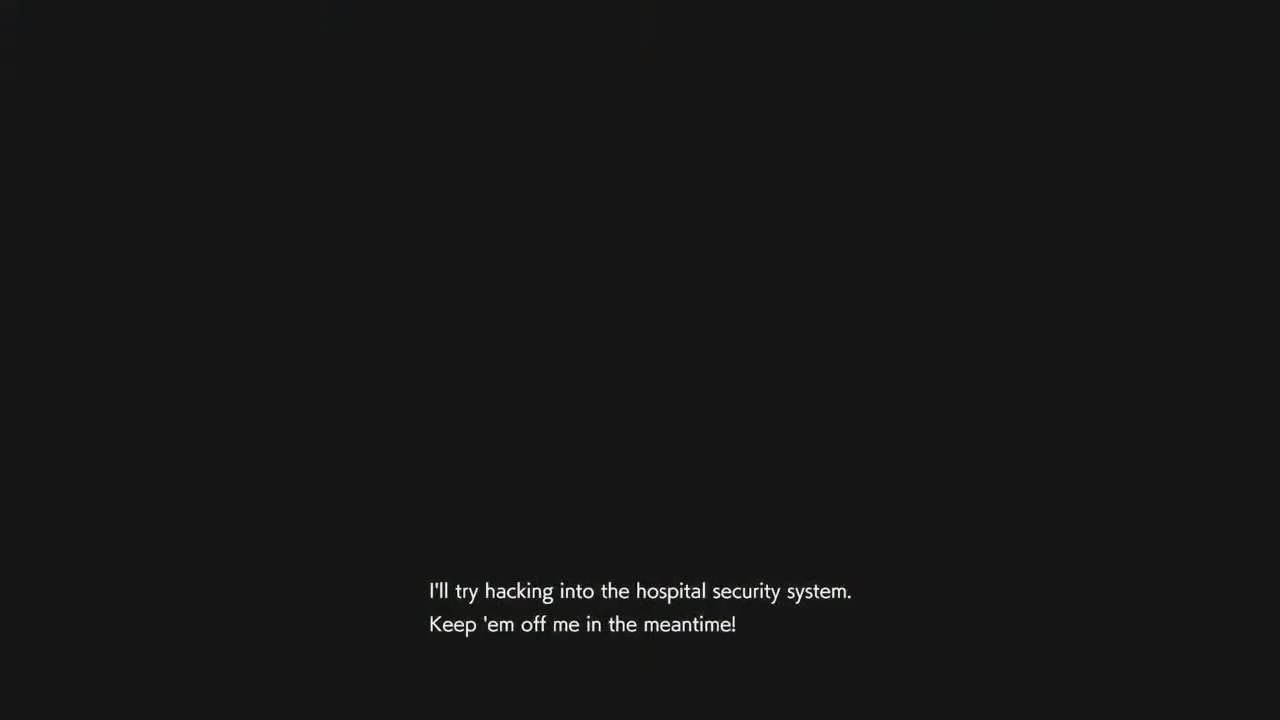 I'll try hacking into the hospital security system.
Keep 'em off me in the meantime!